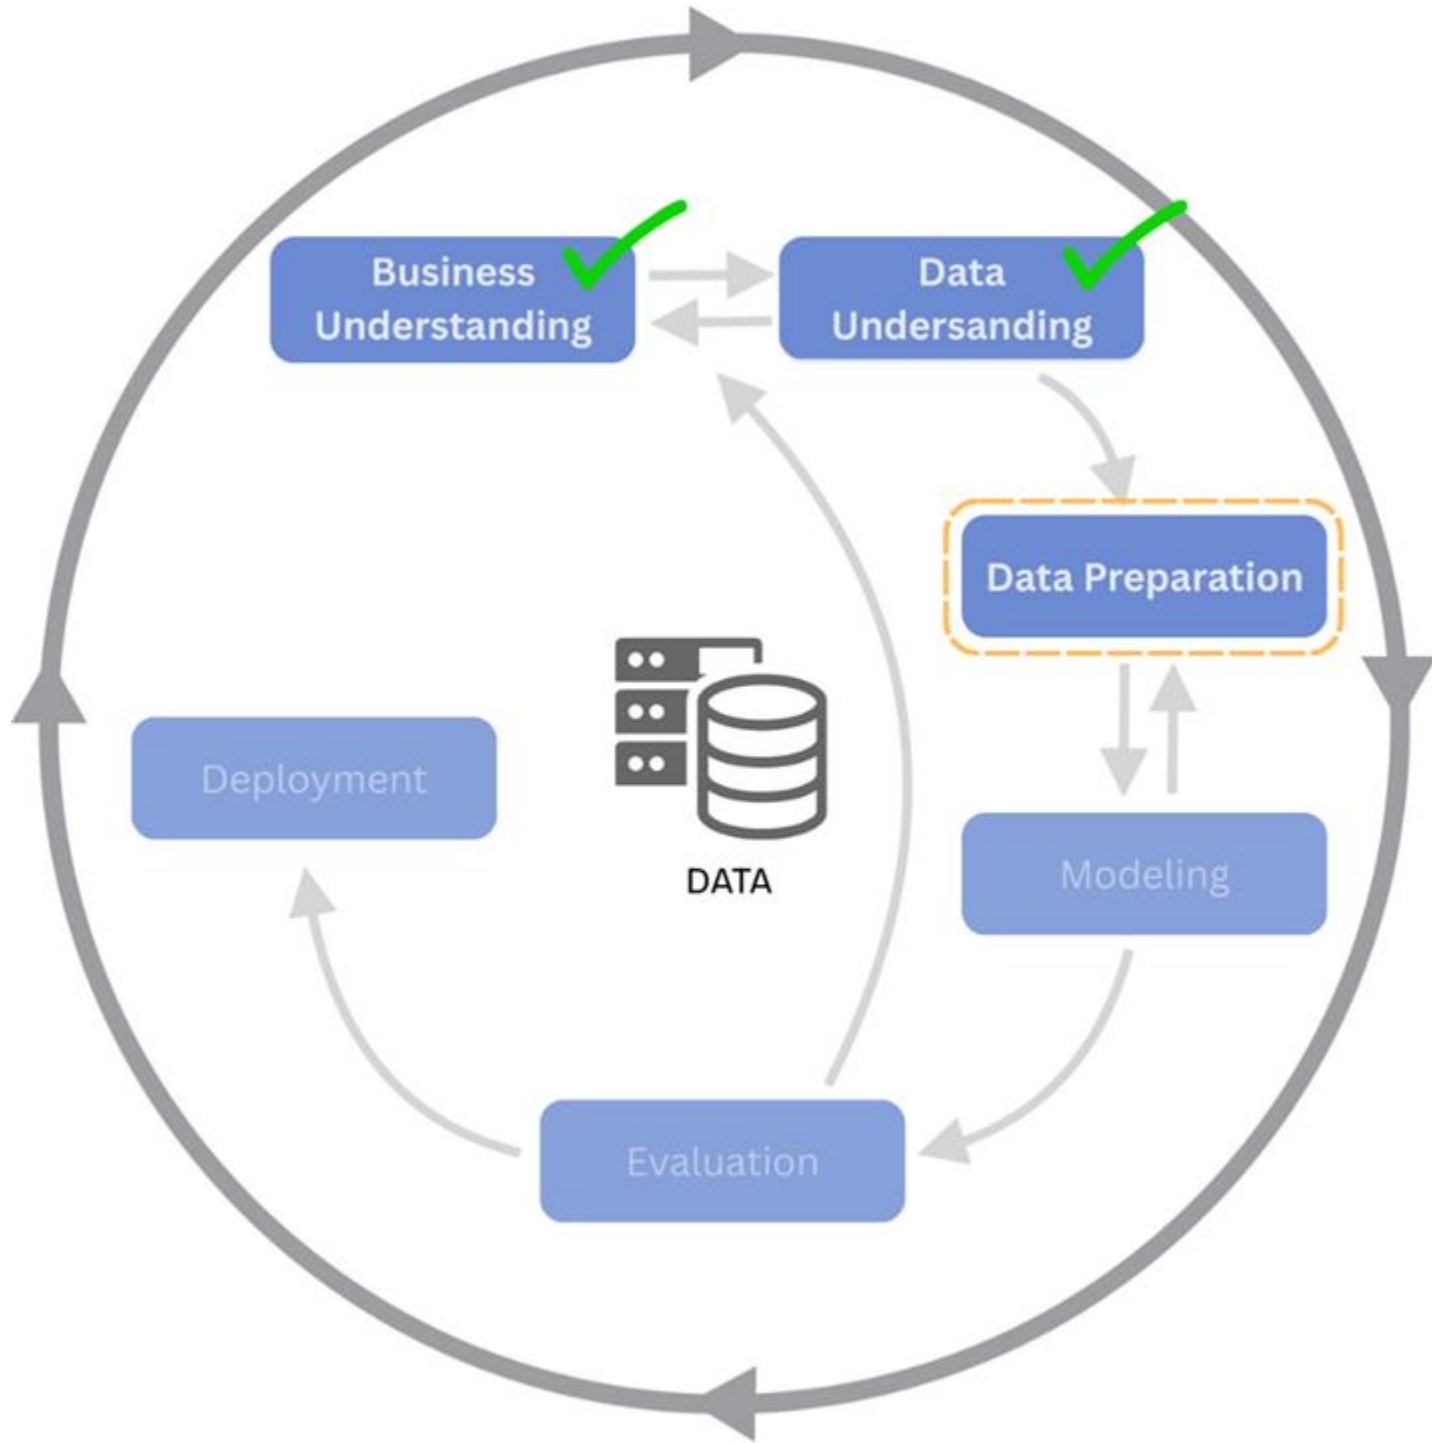 Business
Understanding
Data
Undersanding
Data Preparation
Deployment
DATA
Modeling
Evaluation